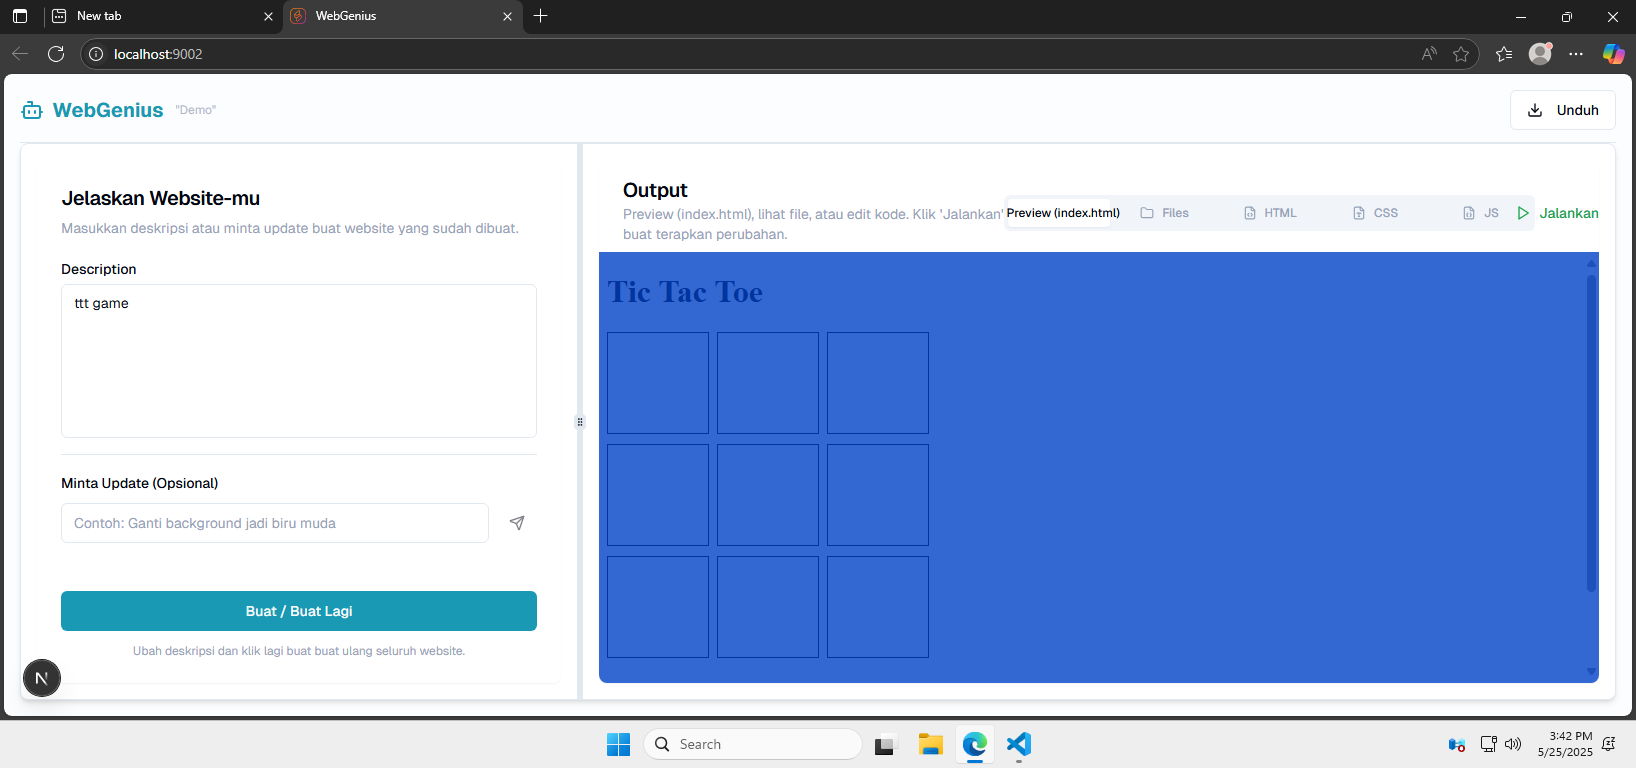 New tab
WebGenius
localhost:9002
WebGenius "Demo"
Unduh
Jelaskan Website-mu
Masukkan deskripsi atau minta update buat website yang sudah dibuat.
Description
ttt game
Minta Update (Opsional)
Contoh: Ganti background jadi biru muda
Buat / Buat Lagi
Ubah deskripsi dan klik lagi buat buat ulang seluruh website.
N
Output
Preview (index.html), lihat file, atau edit kode. Klik 'Jalankan'
buat terapkan perubahan.
Preview (index.html) Files HTML CSS JS Jalankan
Tic Tac Toe
Search
3:42 PM
5/25/2025